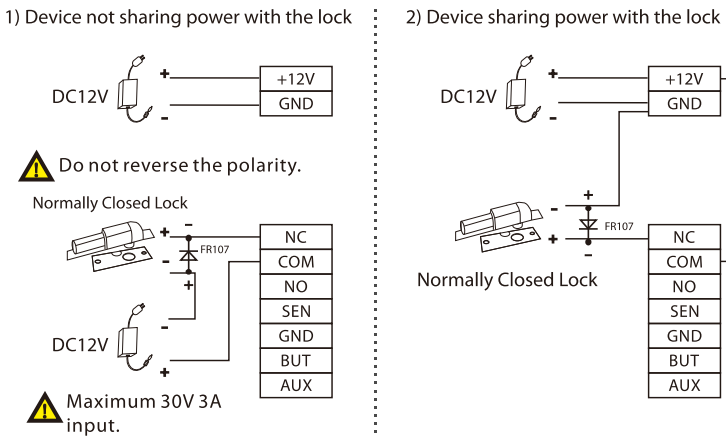 1) Device not sharing power with the lock
DC12V
+
-
+12V
GND
Do not reverse the polarity.
Normally Closed Lock
+
-
-
+
FR107
NC
COM
NO
SEN
GND
BUT
AUX
DC12V
-
+
Maximum 30V 3A
input.
2) Device sharing power with the lock
DC12V
+
-
+12V
GND
-
+
+
-
FR107
Normally Closed Lock
NC
COM
NO
SEN
GND
BUT
AUX